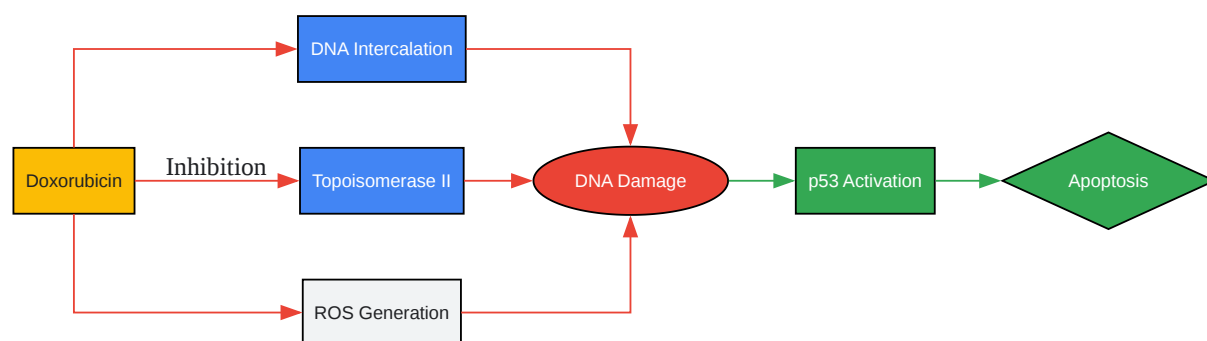 DNA Intercalation
Doxorubicin
Inhibition
Topoisomerase II
DNA Damage
p53 Activation
Apoptosis
ROS Generation